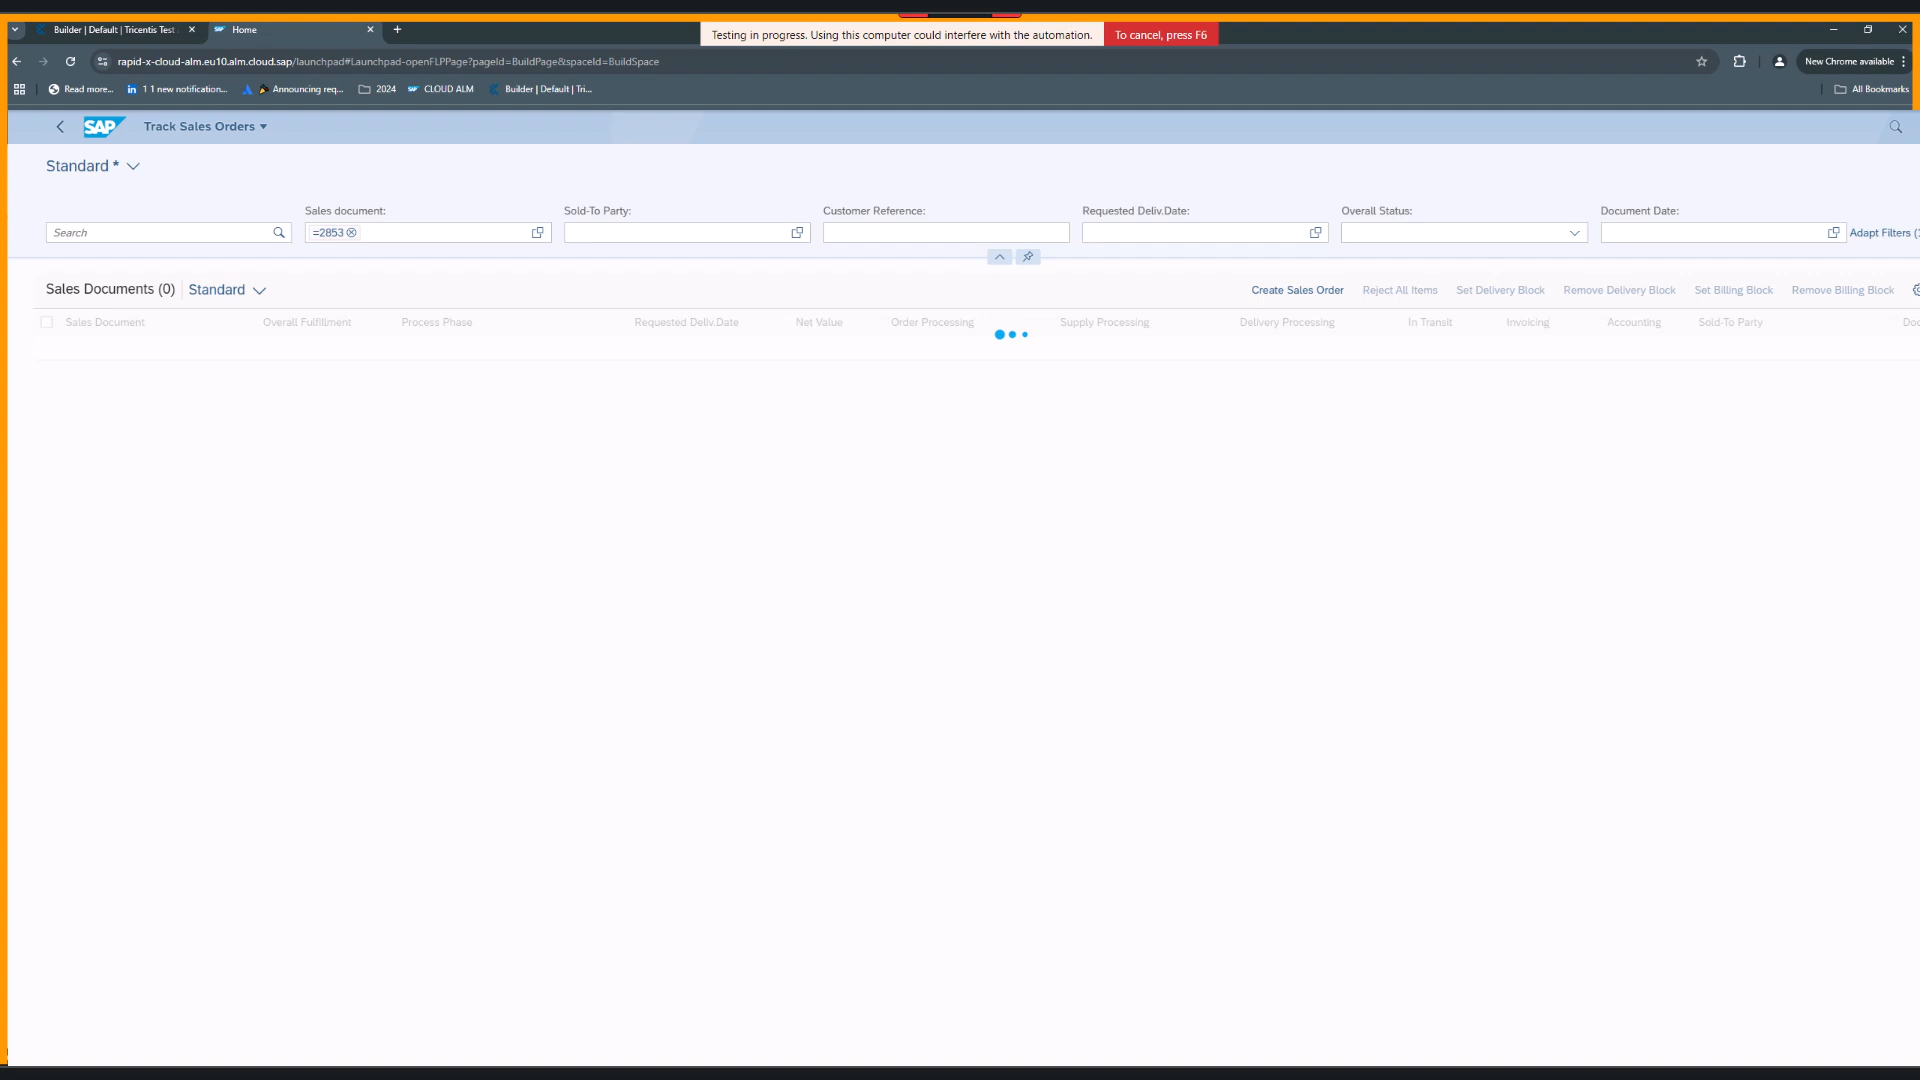 Builder | Default | Tricentis Test
Home
Testing in progress. Using this computer could interfere with the automation.
To cancel, press F6
rapid-x-cloud-alm.eu10.alm.cloud.sap/launchpad#Launchpad-openFLPPage?pageId=BuildPage&spaceId=BuildSpace
New Chrome available
Read more...
1 1 new notification...
Announcing req...
2024
CLOUD ALM
Builder | Default | Tri...
All Bookmarks
SAP
Track Sales Orders
Standard *
Sales document:
Sold-To Party:
Customer Reference:
Requested Deliv.Date:
Overall Status:
Document Date:
Search
=2853
Adapt Filters (
Sales Documents (0)
Standard
Create Sales Order
Reject All Items
Set Delivery Block
Remove Delivery Block
Set Billing Block
Remove Billing Block
Sales Document
Overall Fulfillment
Process Phase
Requested Deliv.Date
Net Value
Order Processing
Supply Processing
Delivery Processing
In Transit
Invoicing
Accounting
Sold-To Party
Doc